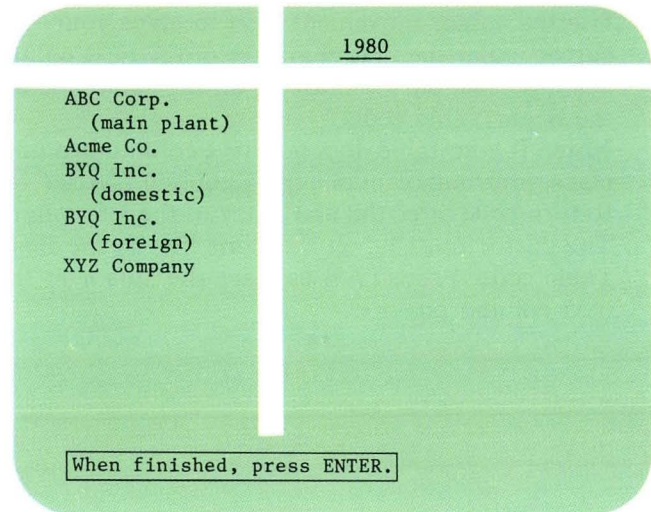 1980
ABC Corp.
(main plant)
Acme Co.
BYQ Inc.
(domestic)
BYQ Inc.
(foreign)
XYZ Company
When finished, press ENTER.